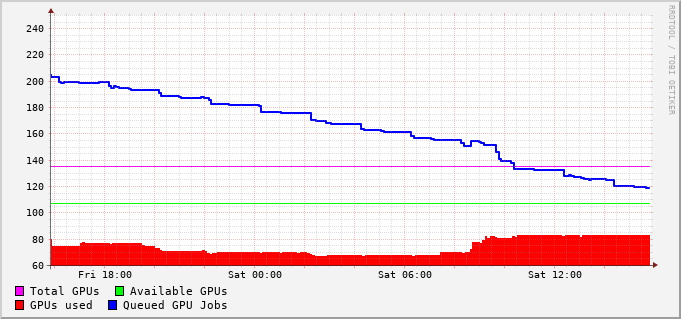 240
220
200
180
160
140
120
100
80
60
Fri 18:00 Sat 00:00 Sat 06:00 Sat 12:00
RRDTOOL / TOBI OETIKER
Total GPUs Available GPUs
GPUs used Queued GPU Jobs